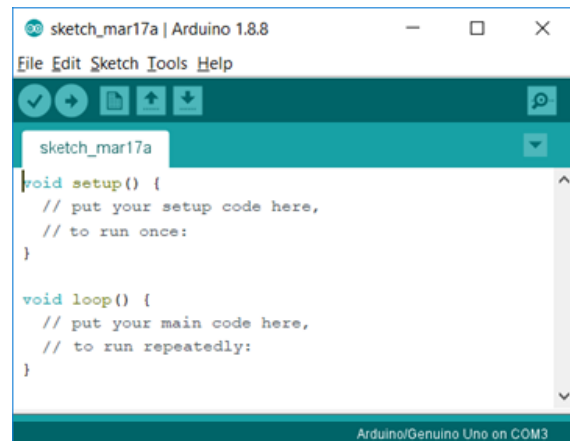 sketch_mar17a | Arduino 1.8.8
File Edit Sketch Tools Help
sketch_mar17a
void setup() {
  // put your setup code here,
  // to run once:
}
void loop() {
  // put your main code here,
  // to run repeatedly:
}
Arduino/Genuino Uno on COM3